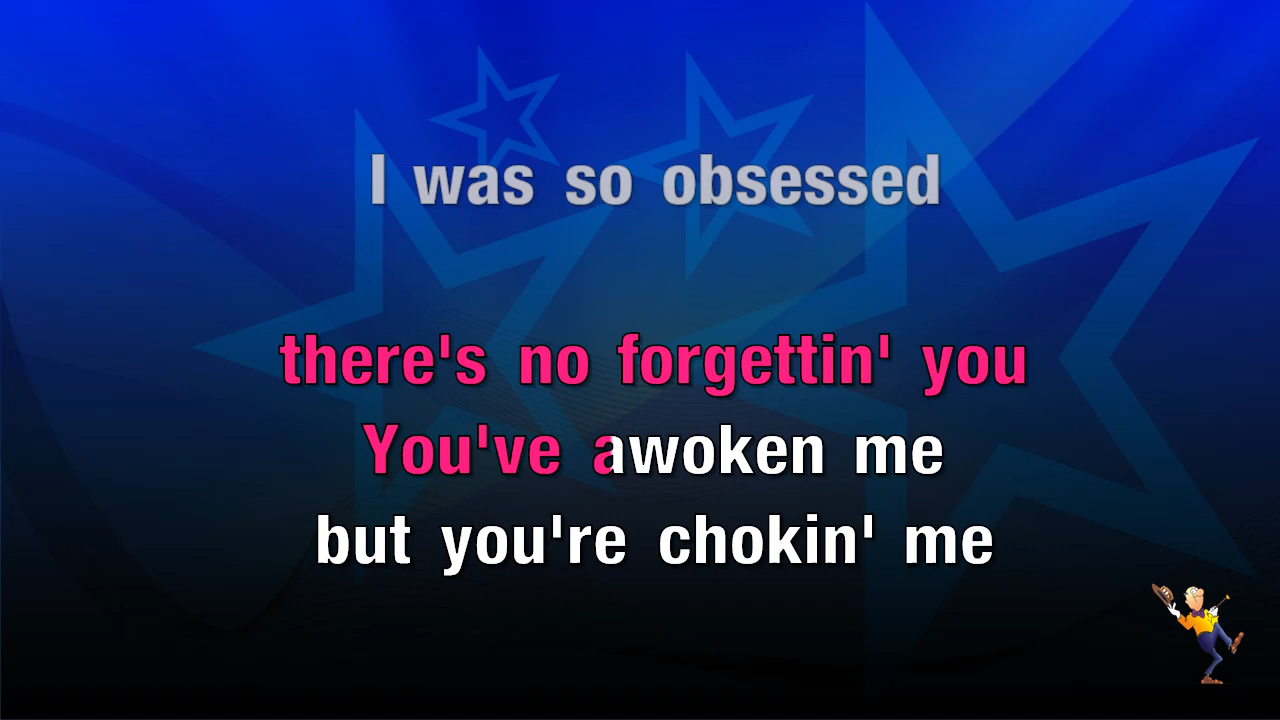 I was so obsessed
there's no forgettin' you
You've awoken me
but you're chokin' me